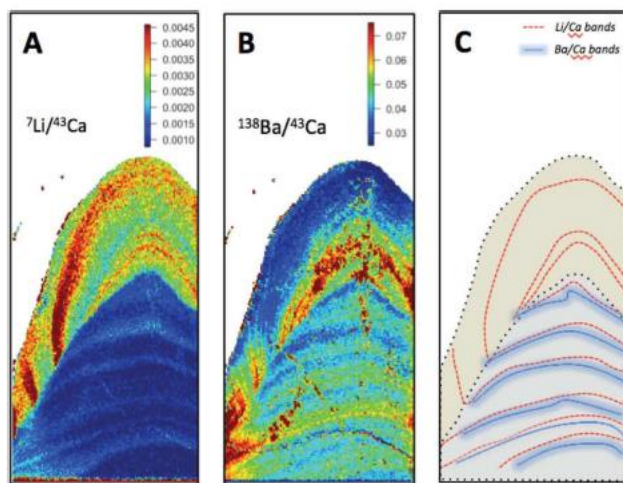 A
0.0045
0.0040
0.0035
0.0030
0.0025
0.0020
0.0015
0.0010
⁷Li/⁴³Ca
B
0.07
0.06
0.05
0.04
0.03
¹³⁸Ba/⁴³Ca
C
Li/Ca bands
Ba/Ca bands